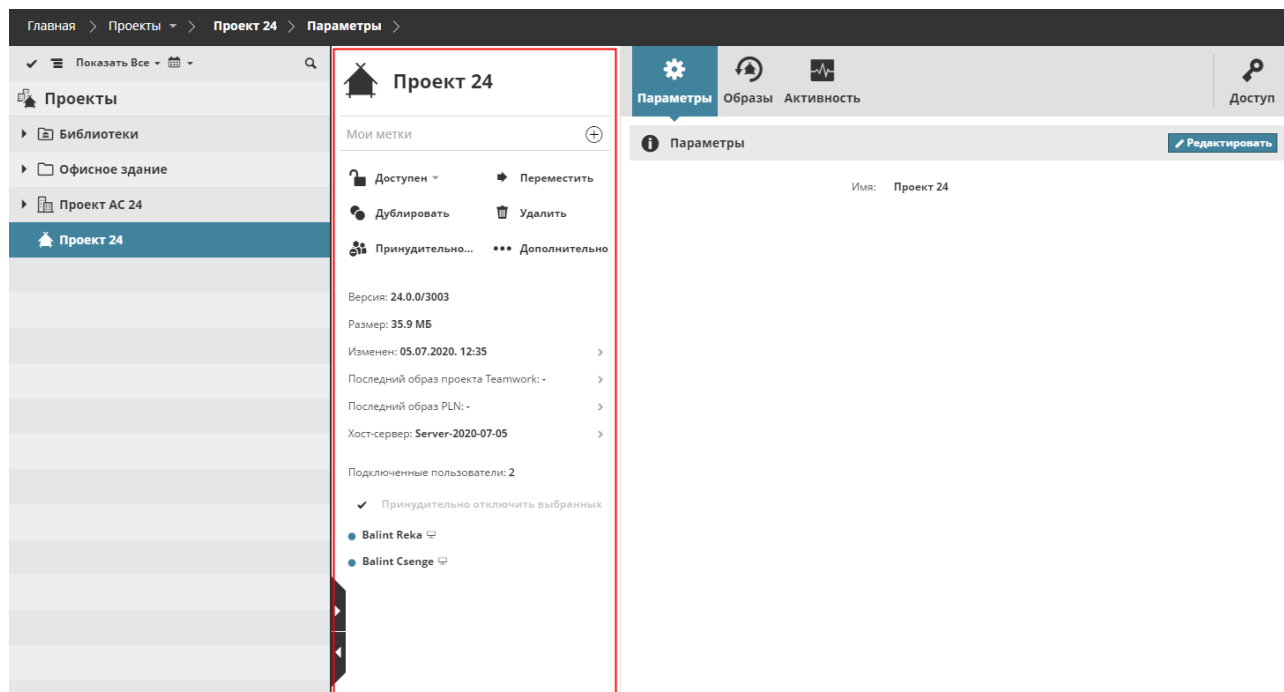 Главная > Проекты > Проект 24 > Параметры >
Показать Все
Проекты
Библиотеки
Офисное здание
Проект АС 24
Проект 24
Проект 24
Мои метки
Доступен Переместить
Дублировать Удалить
Принудительно... Дополнительно
Версия: 24.0.0/3003
Размер: 35.9 МБ
Изменен: 05.07.2020. 12:35
Последний образ проекта Teamwork: -
Последний образ PLN: -
Хост-сервер: Server-2020-07-05
Подключенные пользователи: 2
Принудительно отключить выбранных
Balint Reka
Balint Csenge
Параметры Образы Активность Доступ
Параметры Редактировать
Имя: Проект 24